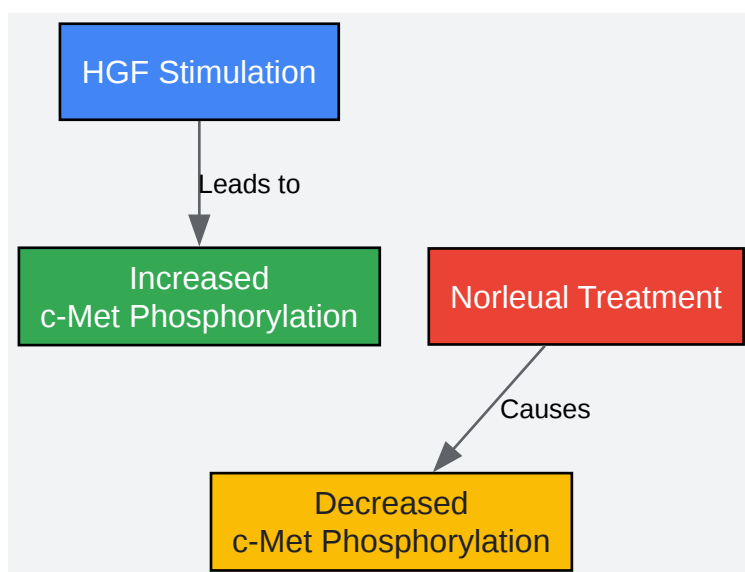 HGF Stimulation
Leads to
Increased
c-Met Phosphorylation
Norleual Treatment
Causes
Decreased
c-Met Phosphorylation